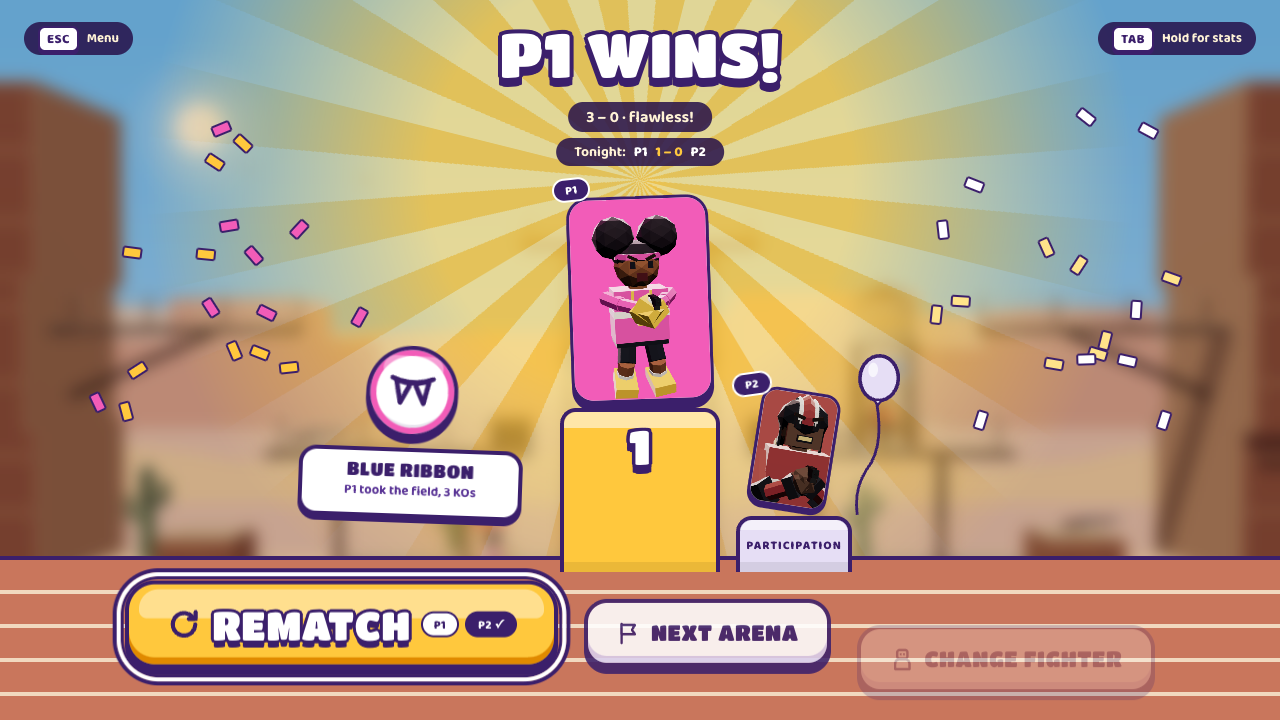 ESC Menu
P1 WINS!
TAB Hold for stats
3 – 0 · flawless!
Tonight: P1 1 – 0 P2
P1
1
P2
BLUE RIBBON
P1 took the field, 3 KOs
PARTICIPATION
REMATCH P1 P2 ✓
NEXT ARENA
CHANGE FIGHTER